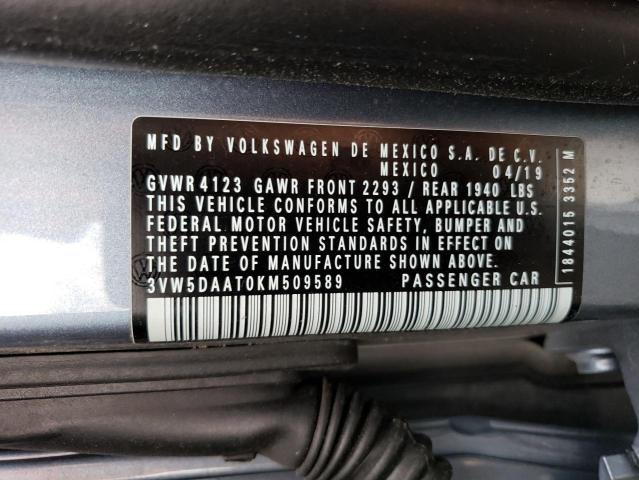 MFD BY VOLKSWAGEN DE MEXICO S.A. DE C.V.
MEXICO 04/19
GVWR 4123 GAWR FRONT 2293 / REAR 1940 LBS
THIS VEHICLE CONFORMS TO ALL APPLICABLE U.S.
FEDERAL MOTOR VEHICLE SAFETY, BUMPER AND
THEFT PREVENTION STANDARDS IN EFFECT ON
THE DATE OF MANUFACTURE SHOWN ABOVE.
3VW5DAAT0KM509589 PASSENGER CAR
1844015 3352 M